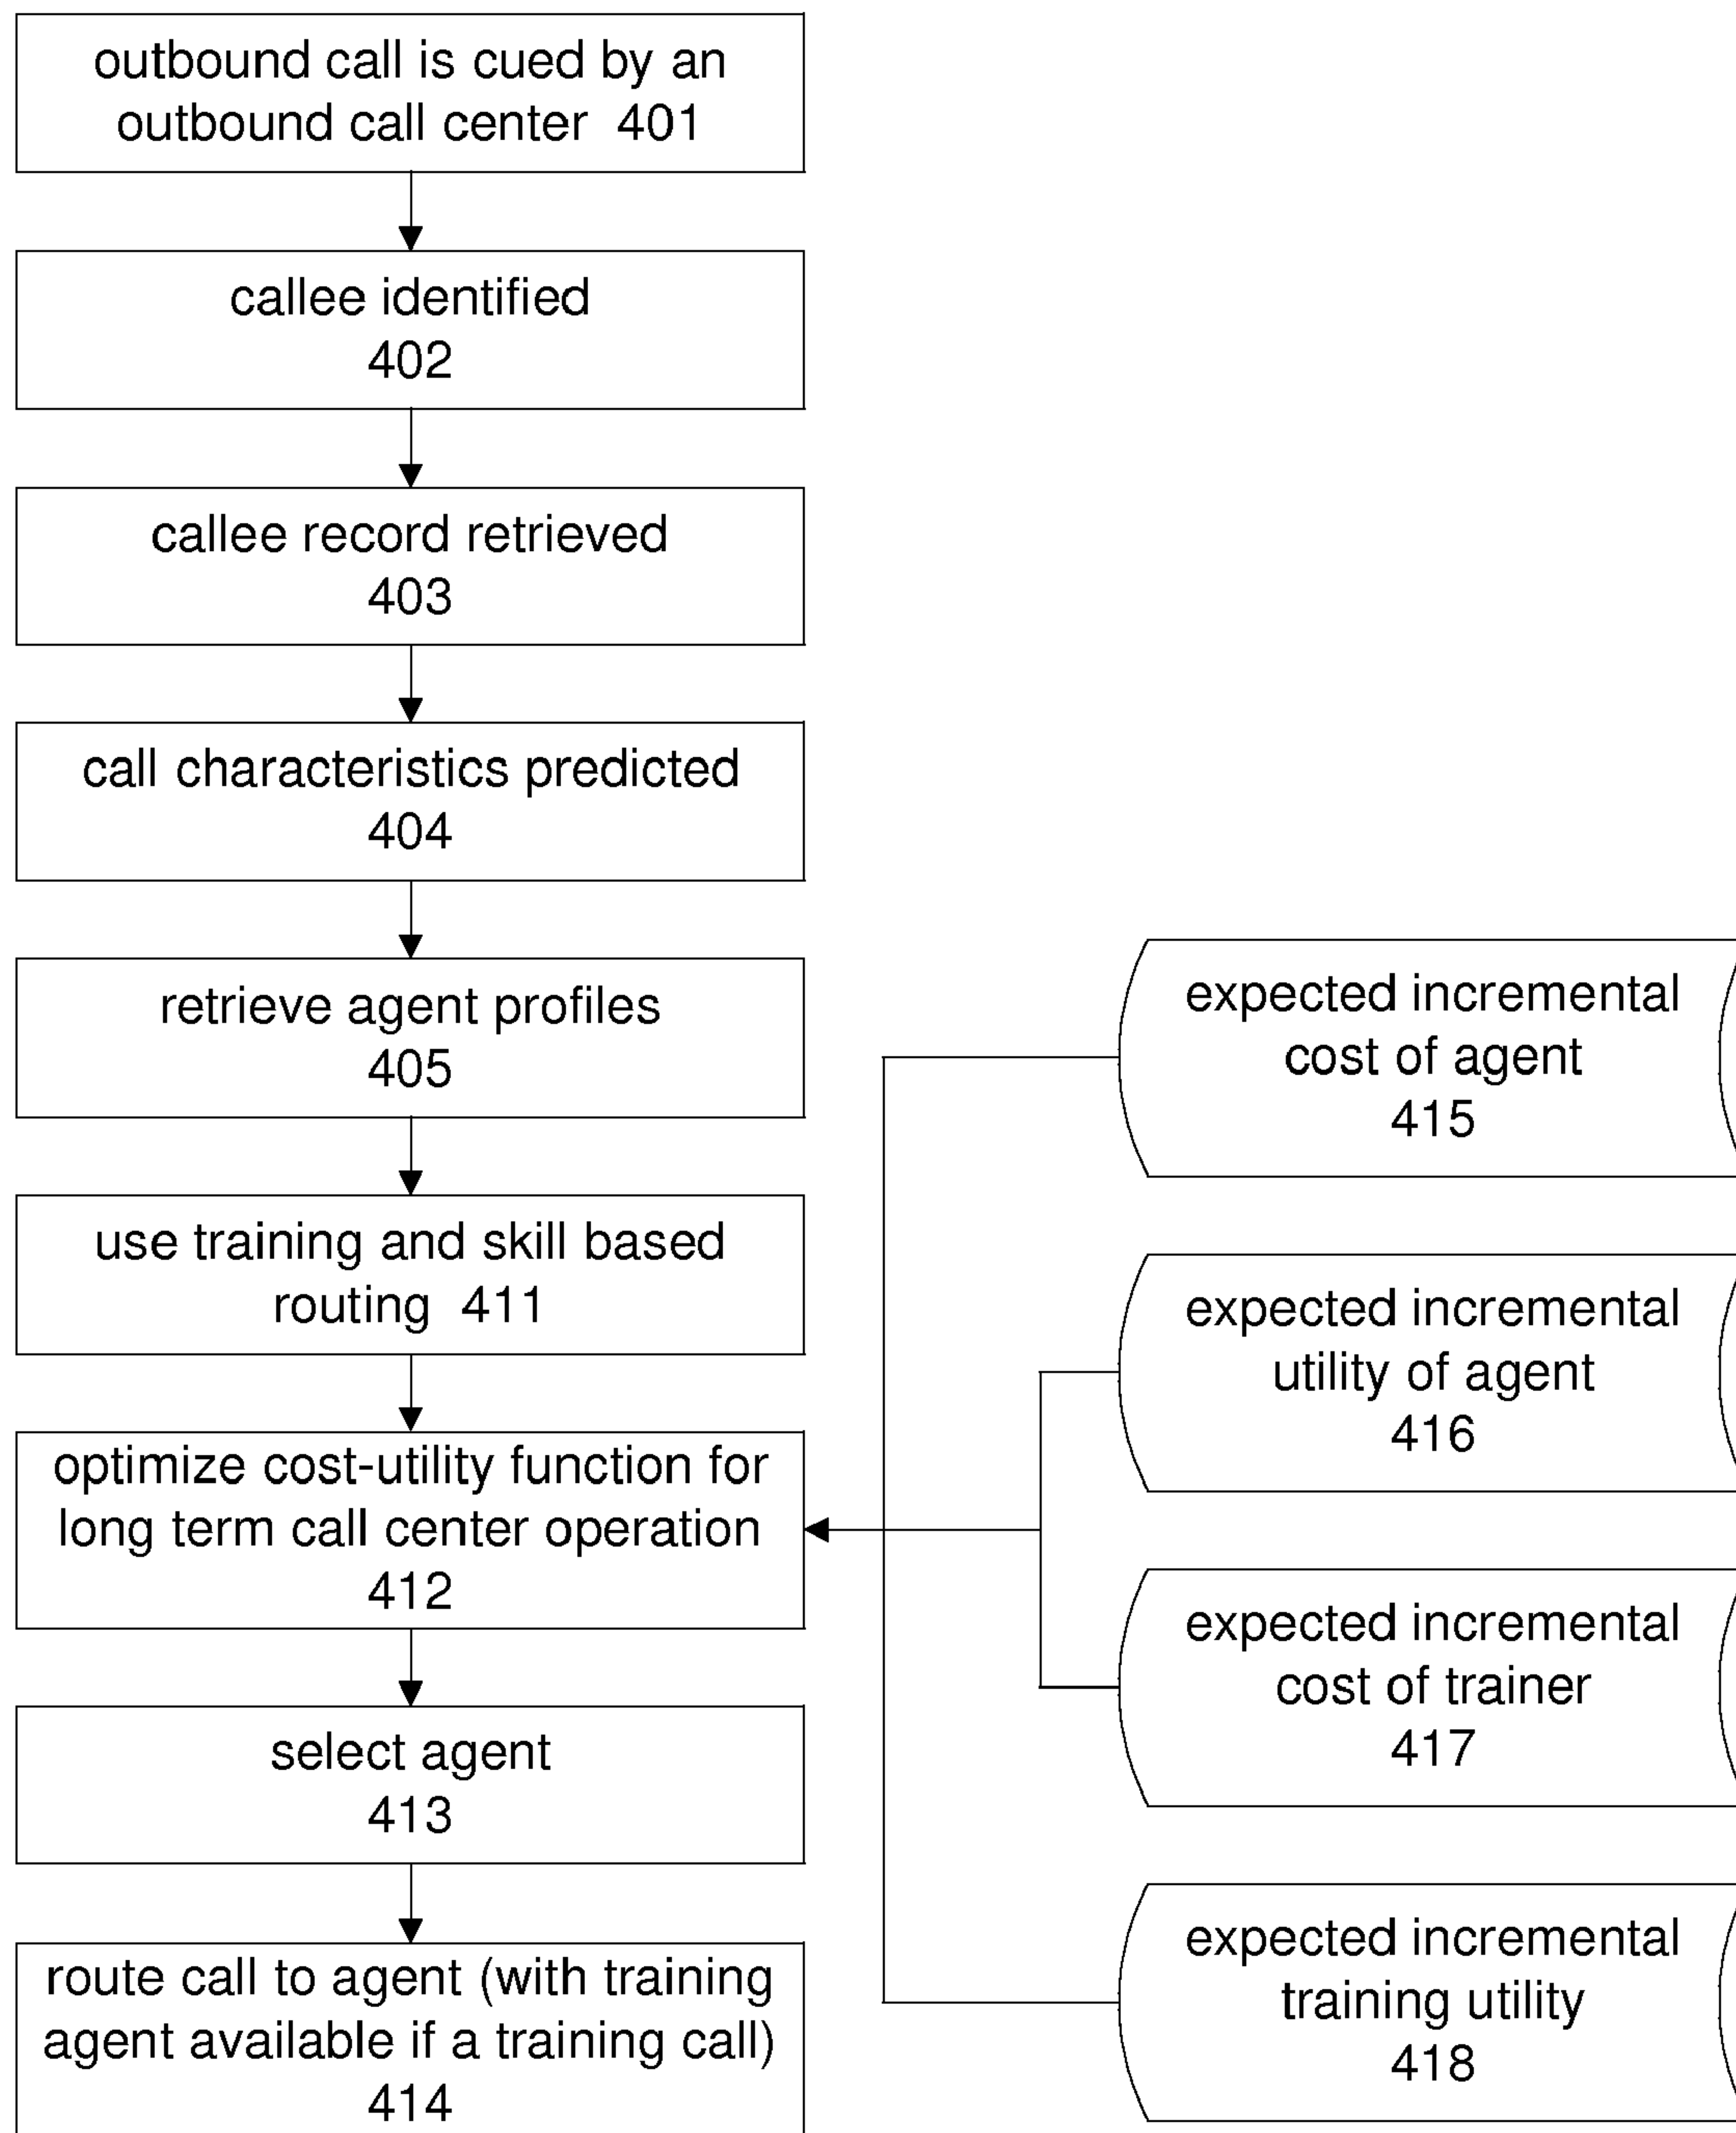 outbound call is cued by an
outbound call center 401
callee identified
402
callee record retrieved
403
call characteristics predicted
404
retrieve agent profiles
405
use training and skill based
routing 411
optimize cost-utility function for
long term call center operation
412
select agent
413
route call to agent (with training
agent available if a training call)
414
expected incremental
cost of agent
415
expected incremental
utility of agent
416
expected incremental
cost of trainer
417
expected incremental
training utility
418